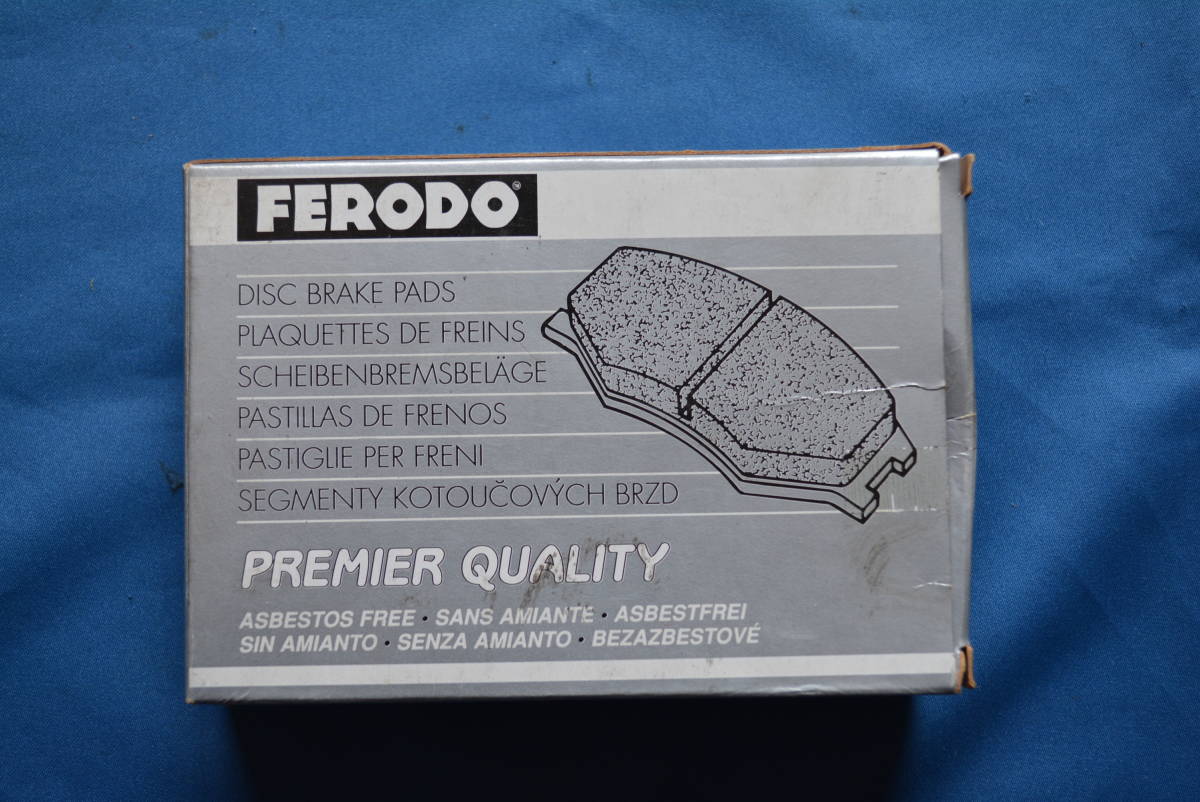 FERODO™
DISC BRAKE PADS
PLAQUETTES DE FREINS
SCHEIBENBREMSBELÄGE
PASTILLAS DE FRENOS
PASTIGLIE PER FRENI
SEGMENTY KOTOUČOVÝCH BRZD
PREMIER QUALITY
ASBESTOS FREE · SANS AMIANTE · ASBESTFREI
SIN AMIANTO · SENZA AMIANTO · BEZAZBESTOVÉ